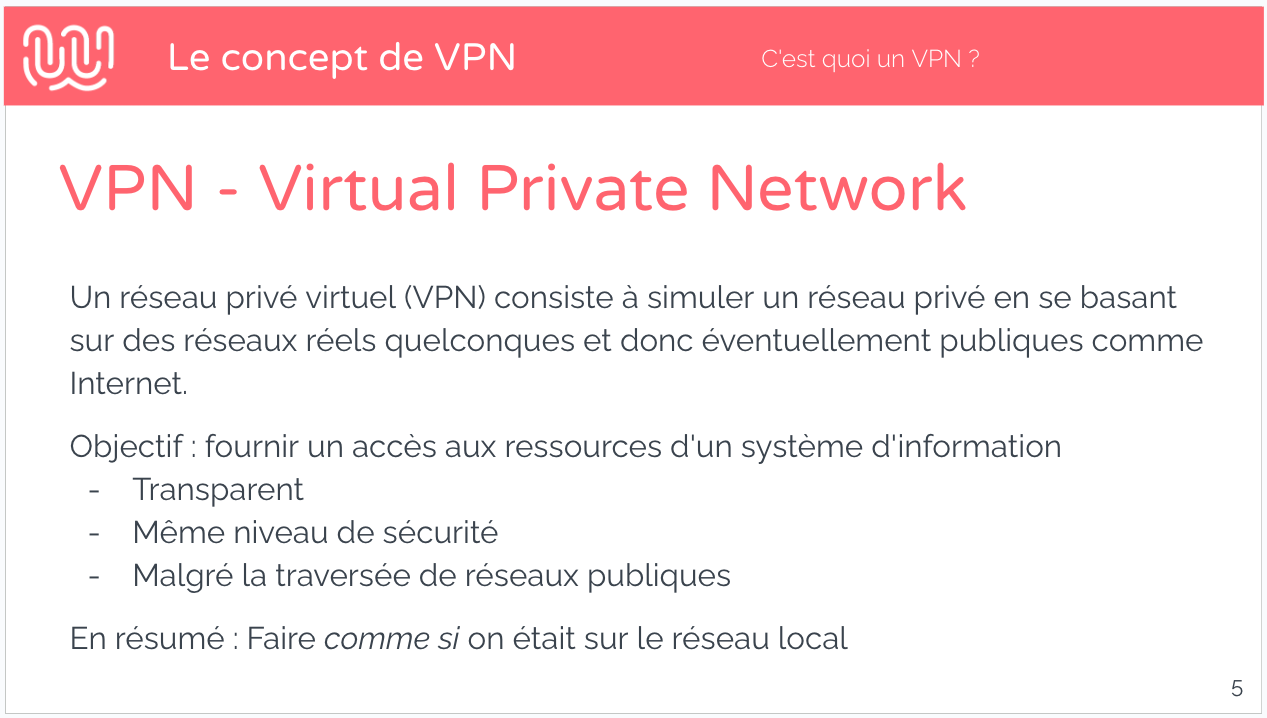 Le concept de VPN
C'est quoi un VPN ?
VPN - Virtual Private Network
Un réseau privé virtuel (VPN) consiste à simuler un réseau privé en se basant
sur des réseaux réels quelconques et donc éventuellement publiques comme
Internet.
Objectif : fournir un accès aux ressources d'un système d'information
- Transparent
- Même niveau de sécurité
- Malgré la traversée de réseaux publiques
En résumé : Faire comme si on était sur le réseau local
5